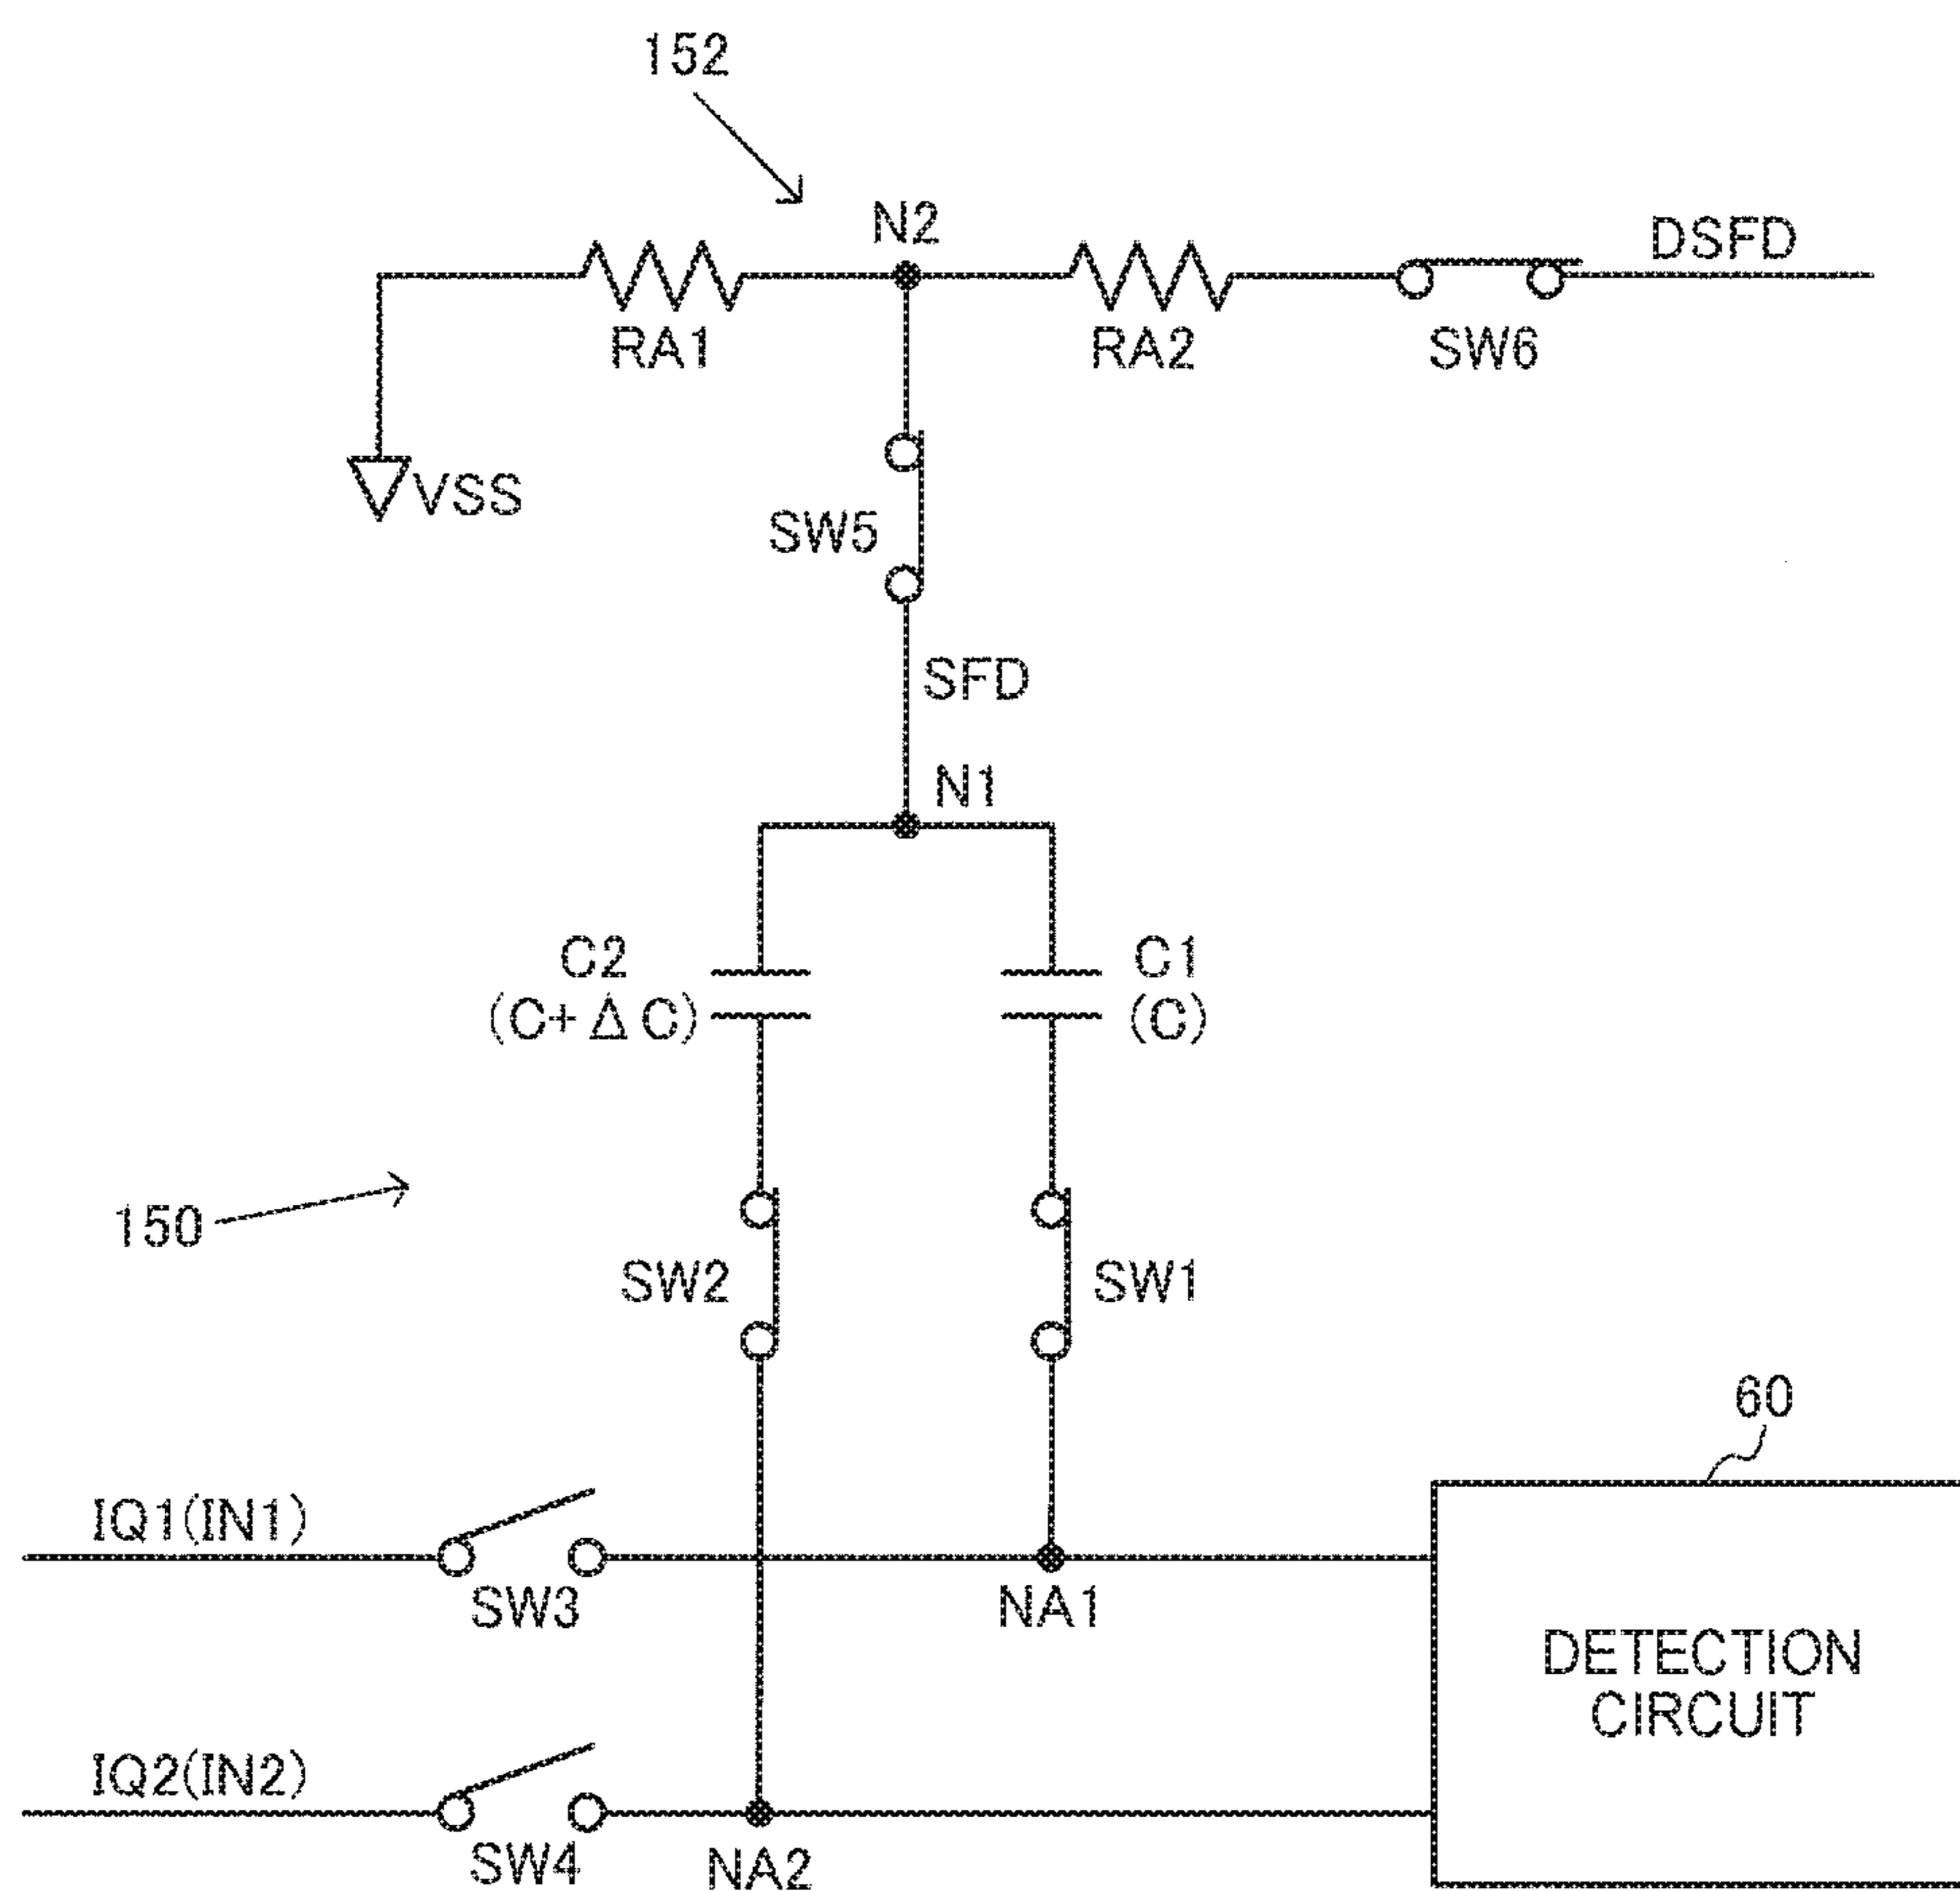 152
N2
DSFD
RA1
RA2
SW6
VSS
SW5
SFD
N1
C2
(C+ΔC)
C1
(C)
150
SW2
SW1
60
IQ1(IN1)
SW3
NA1
DETECTION
CIRCUIT
IQ2(IN2)
SW4
NA2